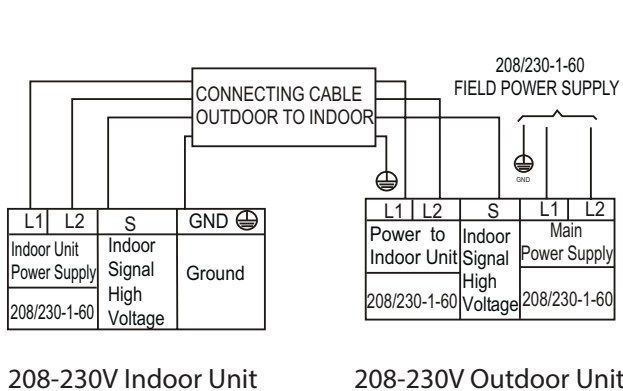 208/230-1-60
FIELD POWER SUPPLY
CONNECTING CABLE
OUTDOOR TO INDOOR
GND
L1 L2 S GND
Indoor Unit
Power Supply
208/230-1-60
Indoor
Signal
High
Voltage
Ground
L1 L2 S L1 L2
Power to
Indoor Unit
208/230-1-60
Indoor
Signal
High
Voltage
Main
Power Supply
208/230-1-60
208-230V Indoor Unit
208-230V Outdoor Unit